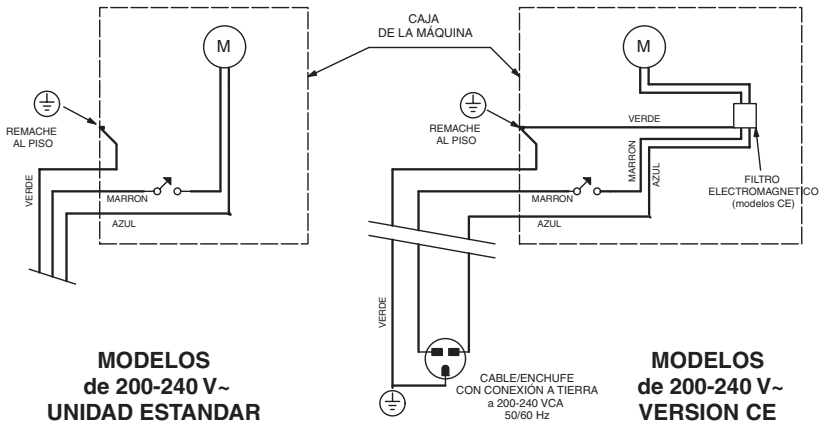 M
CAJA
DE LA MÁQUINA
M
REMACHE
AL PISO
VERDE
MARRON
AZUL
REMACHE
AL PISO
VERDE
MARRON
AZUL
MARRON
AZUL
FILTRO
ELECTROMAGNETICO
(modelos CE)
VERDE
MODELOS
de 200-240 V~
UNIDAD ESTANDAR
CABLE/ENCHUFE
CON CONEXIÓN A TIERRA
a 200-240 VCA
50/60 Hz
MODELOS
de 200-240 V~
VERSION CE